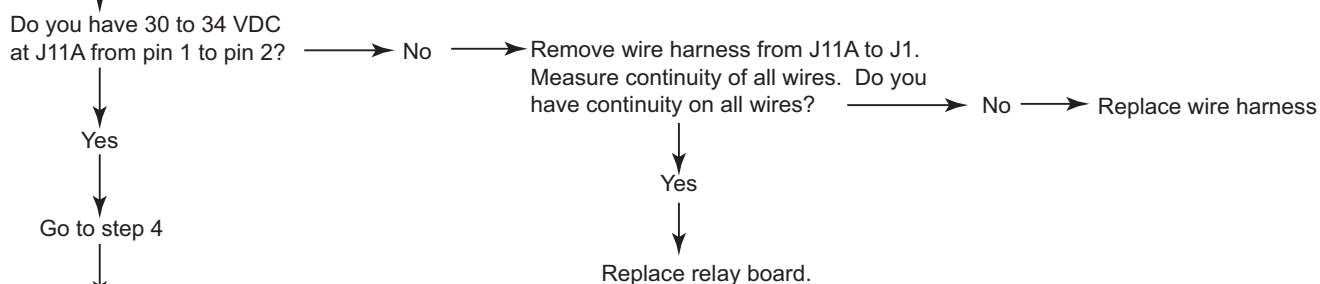 Do you have 30 to 34 VDC
at J11A from pin 1 to pin 2?
No
Remove wire harness from J11A to J1.
Measure continuity of all wires.  Do you
have continuity on all wires?
No
Replace wire harness
Yes
Yes
Go to step 4
Replace relay board.